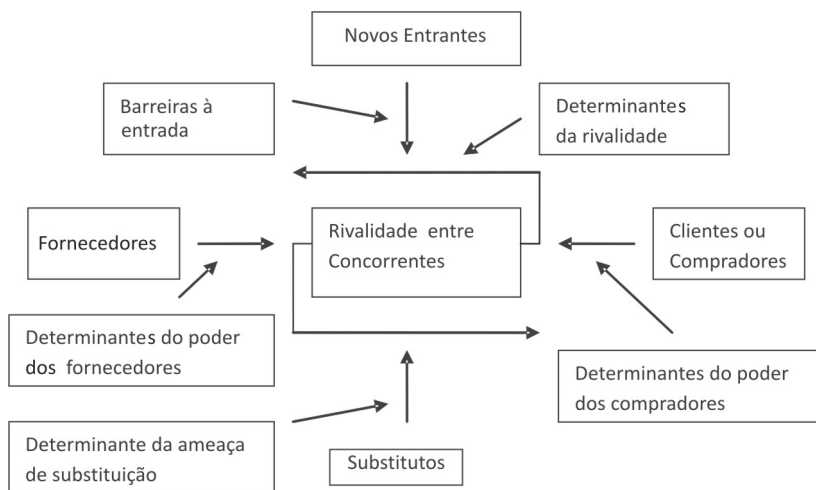 Novos Entrantes
Barreiras à
entrada
Determinantes
da rivalidade
Fornecedores
Rivalidade entre
Concorrentes
Clientes ou
Compradores
Determinantes do poder
dos fornecedores
Determinantes do poder
dos compradores
Determinante da ameaça
de substituição
Substitutos